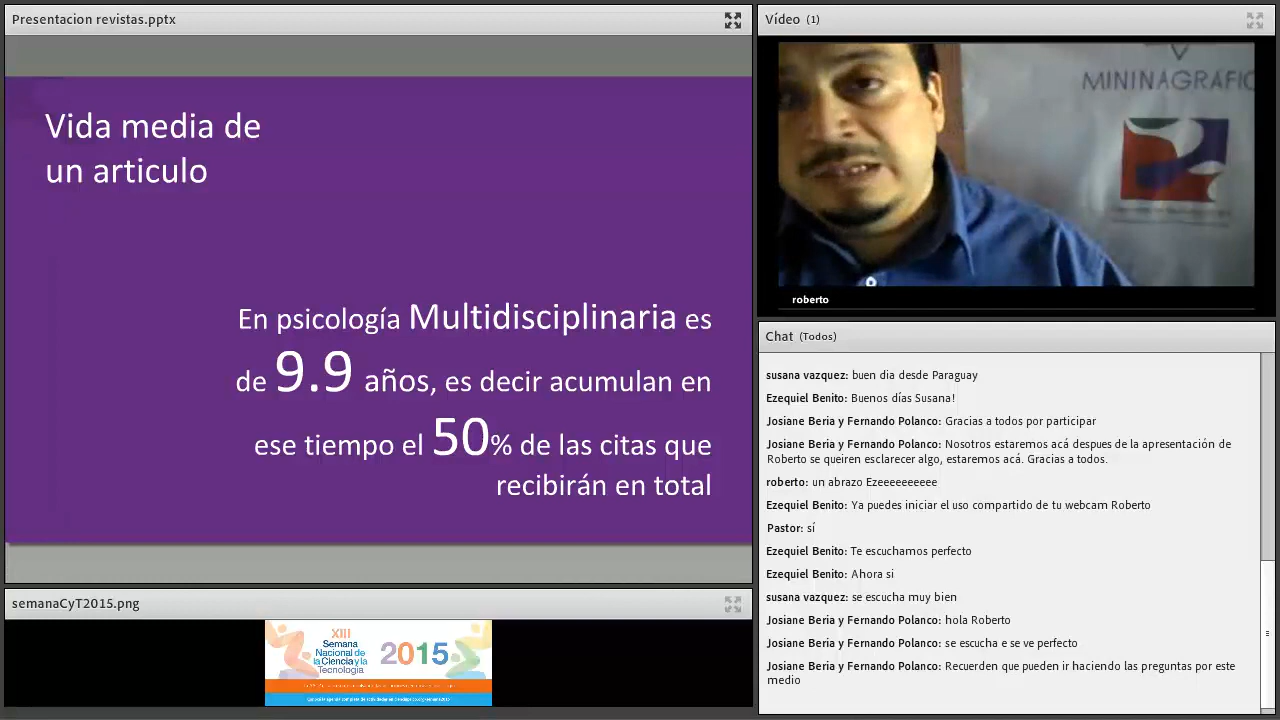 Presentacion revistas.pptx
Vida media de
un articulo
En psicología Multidisciplinaria es
de 9.9 años, es decir acumulan en
ese tiempo el 50% de las citas que
recibirán en total
semanaCyT2015.png
XIII
Semana
Nacional de
la Ciencia y la
Tecnología
2015
Vídeo (1)
MININAGRÁFIC
roberto
Chat (Todos)
susana vazquez: buen dia desde Paraguay
Ezequiel Benito: Buenos días Susana!
Josiane Beria y Fernando Polanco: Gracias a todos por participar
Josiane Beria y Fernando Polanco: Nosotros estaremos acá despues de la apresentación de
Roberto se queiren esclarecer algo, estaremos acá. Gracias a todos.
roberto: un abrazo Ezeeeeeeeeee
Ezequiel Benito: Ya puedes iniciar el uso compartido de tu webcam Roberto
Pastor: sí
Ezequiel Benito: Te escuchamos perfecto
Ezequiel Benito: Ahora si
susana vazquez: se escucha muy bien
Josiane Beria y Fernando Polanco: hola Roberto
Josiane Beria y Fernando Polanco: se escucha e se ve perfecto
Josiane Beria y Fernando Polanco: Recuerden que pueden ir haciendo las preguntas por este
medio